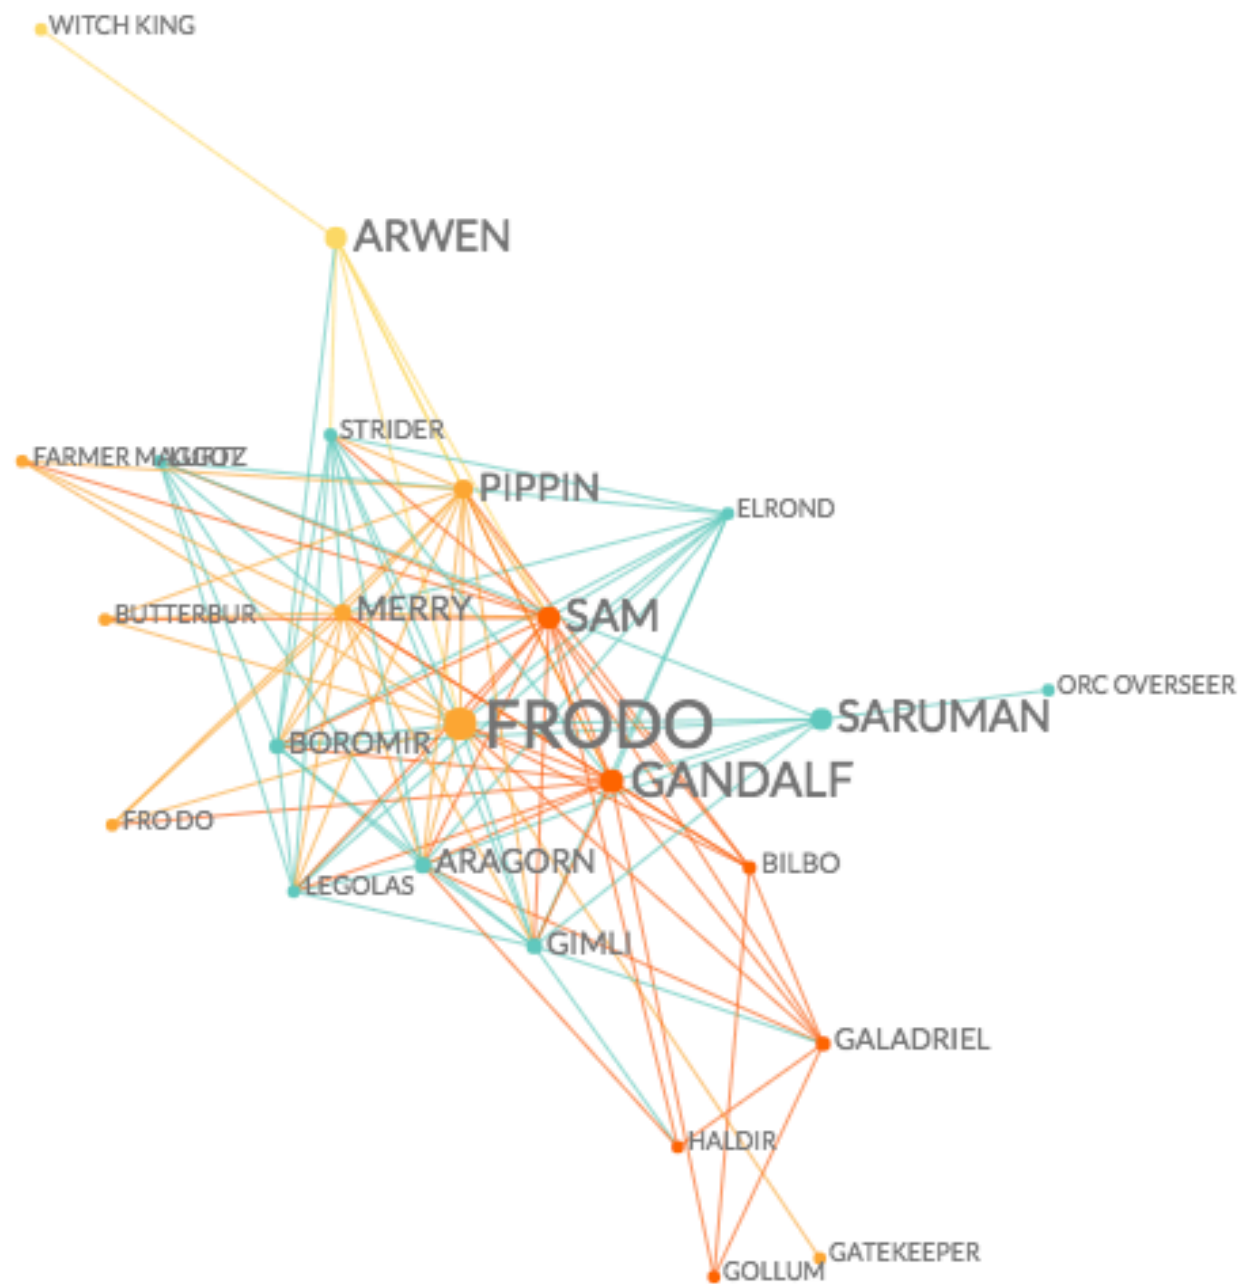 WITCH KING
ARWEN
STRIDER
FARMER MAGGOT
LURTZ
PIPPIN
ELROND
BUTTERBUR
MERRY
SAM
ORC OVERSEER
FRODO
SARUMAN
BOROMIR
GANDALF
FRO DO
ARAGORN
BILBO
LEGOLAS
GIMLI
GALADRIEL
HALDIR
GATEKEEPER
GOLLUM